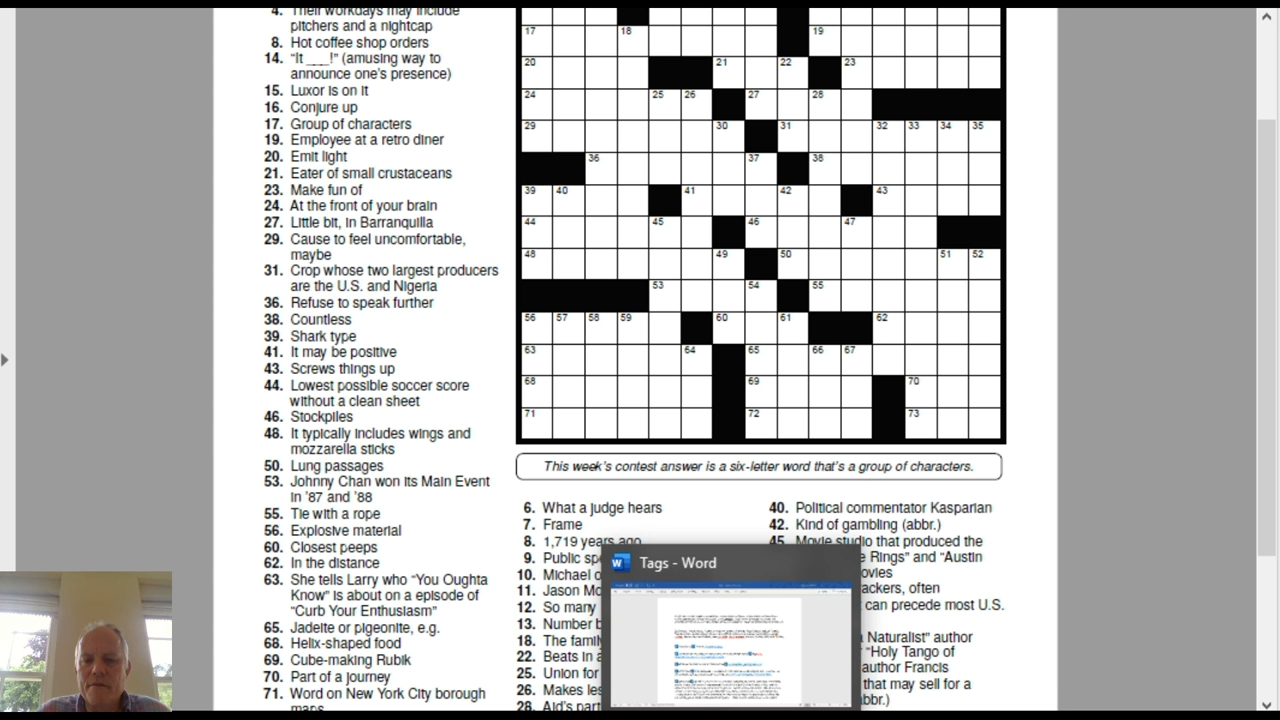 4. Their workdays may include
pitchers and a nightcap
8. Hot coffee shop orders
14. “It ___!” (amusing way to
announce one’s presence)
15. Luxor is on it
16. Conjure up
17. Group of characters
19. Employee at a retro diner
20. Emit light
21. Eater of small crustaceans
23. Make fun of
24. At the front of your brain
27. Little bit, in Barranquilla
29. Cause to feel uncomfortable,
maybe
31. Crop whose two largest producers
are the U.S. and Nigeria
36. Refuse to speak further
38. Countless
39. Shark type
41. It may be positive
43. Screws things up
44. Lowest possible soccer score
without a clean sheet
46. Stockpiles
48. It typically includes wings and
mozzarella sticks
50. Lung passages
53. Johnny Chan won its Main Event
in ’87 and ’88
55. Tie with a rope
56. Explosive material
60. Closest peeps
62. In the distance
63. She tells Larry who “You Oughta
Know” is about on a episode of
“Curb Your Enthusiasm”
65. Jadeite or pigeonite, e.g.
68. Helix-shaped food
69. Cube-making Rubik
70. Part of a journey
71. Word on New York City boroughs
maps
17 18 19
20 21 22 23
24 25 26 27 28
29 30 31 32 33 34 35
36 37 38
39 40 41 42 43
44 45 46 47
48 49 50 51 52
53 54 55
56 57 58 59 60 61 62
63 64 65 66 67
68 69 70
71 72 73
This week’s contest answer is a six-letter word that’s a group of characters.
6. What a judge hears
7. Frame
8. 1,719 years ago
9. Public
10. Michael
11. Jason
12. So many
13. Number
18. The
22. Beats in a
25. Union for
26. Makes
28.
40. Political commentator Kasparian
42. Kind of gambling (abbr.)
45. Movie studio that produced the
Rings” and “Austin
often
can precede most U.S.
Naturalist” author
“Holy Tango of
author Francis
that may sell for a
Tags - Word